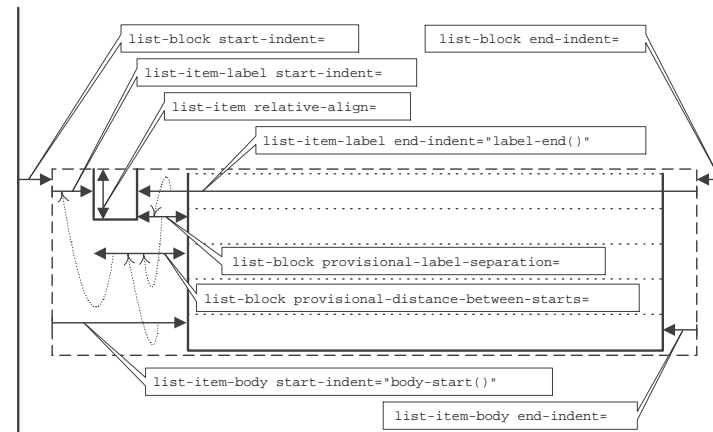 list-block start-indent=
list-block end-indent=
list-item-label start-indent=
list-item relative-align=
list-item-label end-indent="label-end()"
list-block provisional-label-separation=
list-block provisional-distance-between-starts=
list-item-body start-indent="body-start()"
list-item-body end-indent=